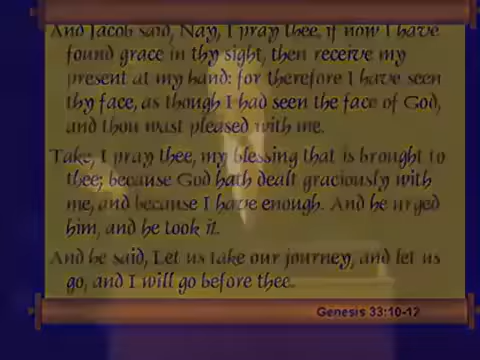 And Jacob said, Nay, I pray thee, if now I have
found grace in thy sight, then receive my
present at my hand: for therefore I have seen
thy face, as though I had seen the face of God,
and thou wast pleased with me.
Take, I pray thee, my blessing that is brought to
thee; because God hath dealt graciously with
me, and because I have enough. And he urged
him, and he took it.
And he said, Let us take our journey, and let us
go, and I will go before thee.
Genesis 33:10-12